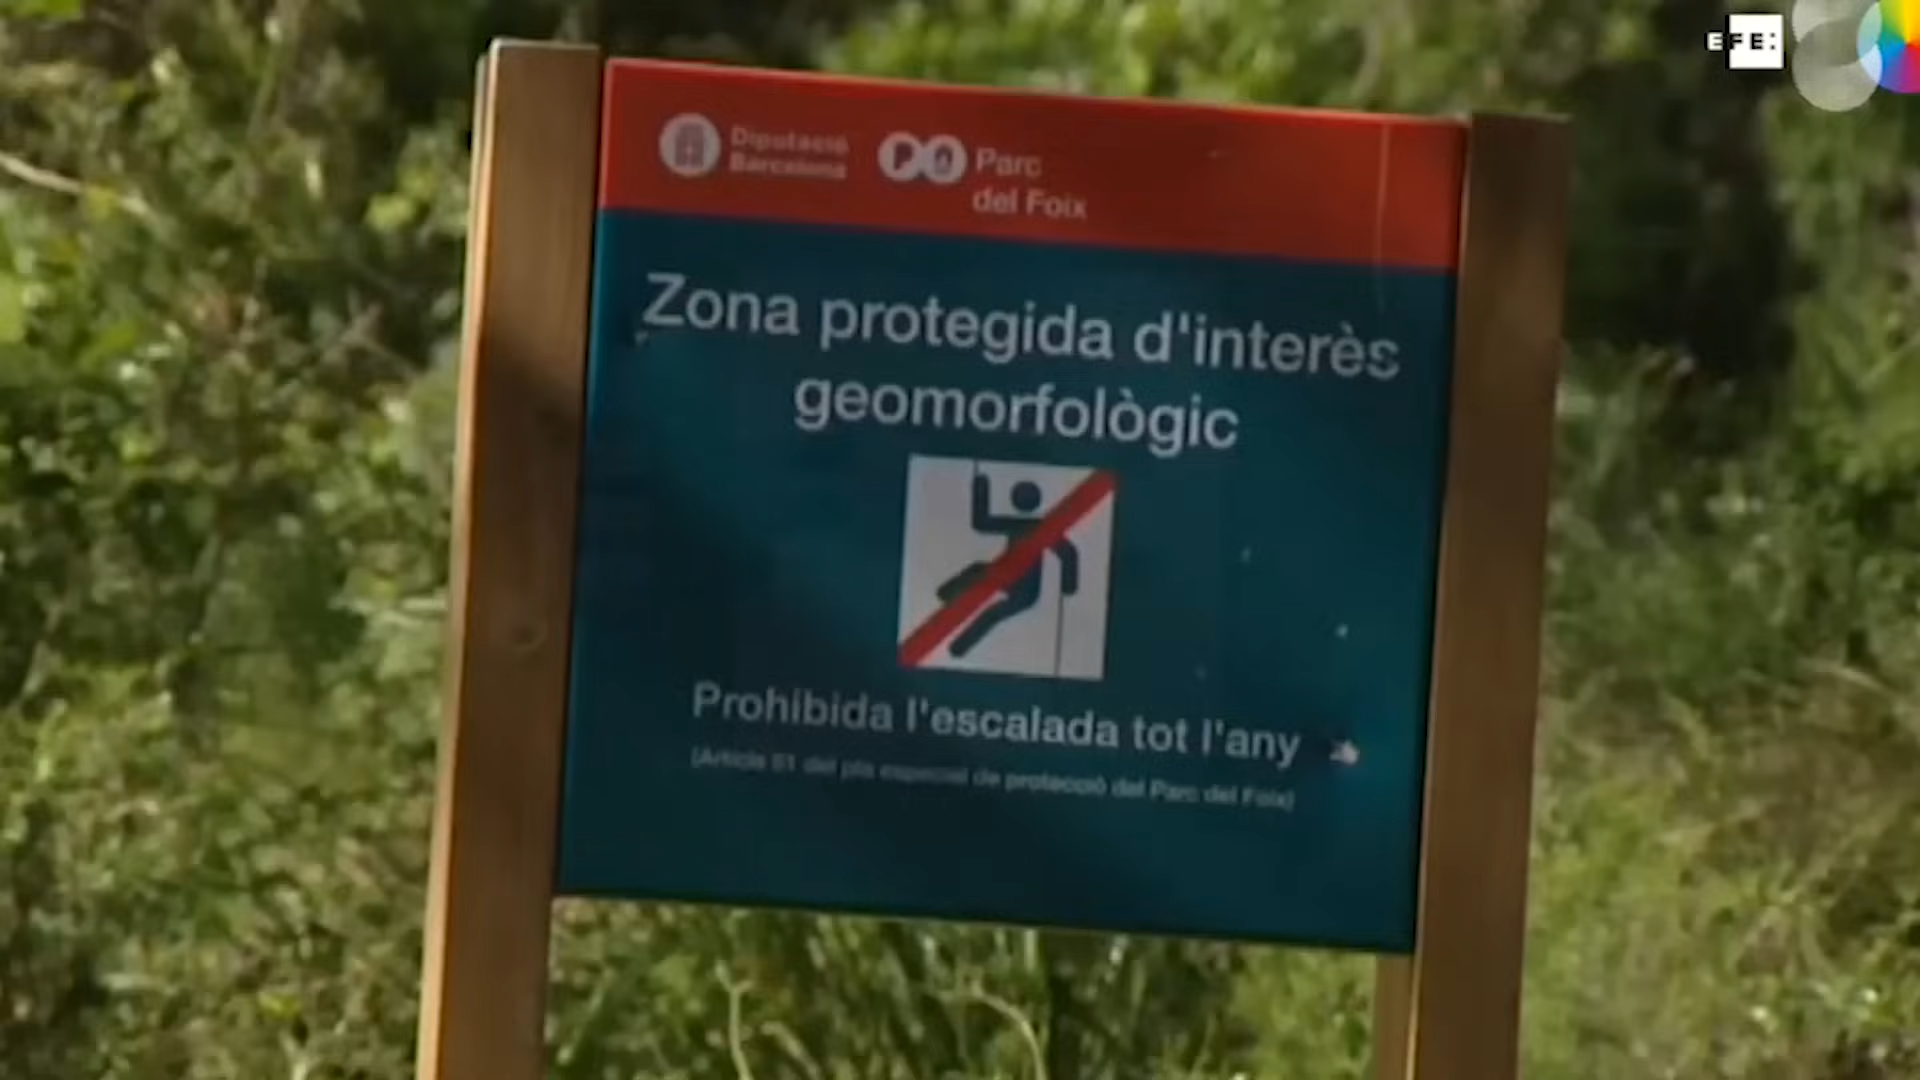 EFE:
Diputació
Barcelona
Parc
del Foix
Zona protegida d'interès
geomorfològic
Prohibida l'escalada tot l'any
(Article 51 del pla especial de protecció del Parc del Foix)